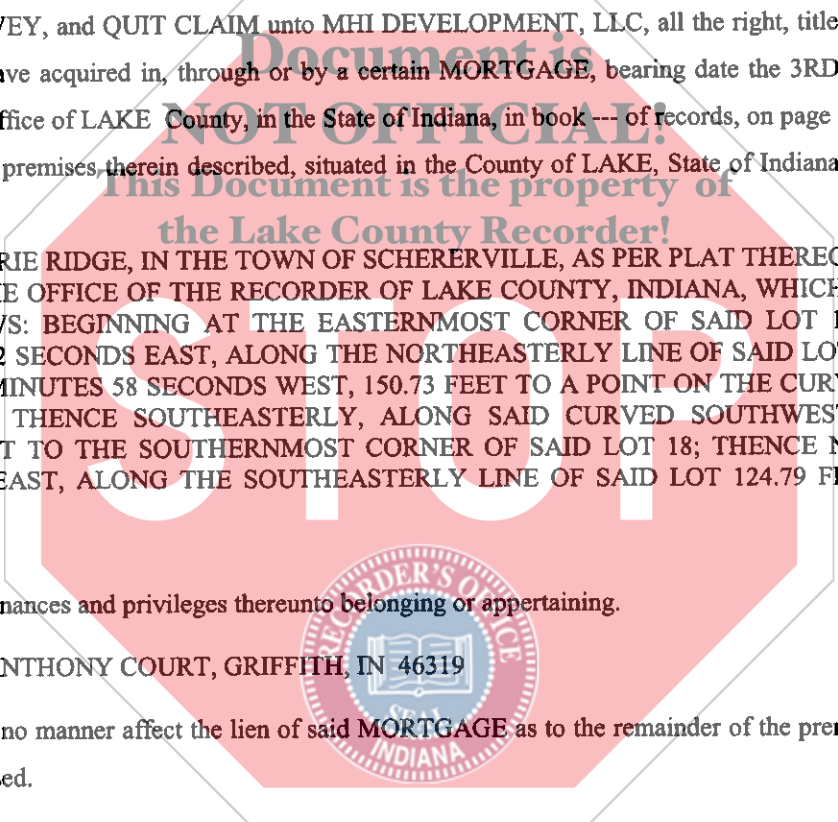 VEY, and QUIT CLAIM unto MHI DEVELOPMENT, LLC, all the right, title
Document is
ave acquired in, through or by a certain MORTGAGE, bearing date the 3RD
NOT OFFICIAL!
ffice of LAKE County, in the State of Indiana, in book --- of records, on page
premises therein described, situated in the County of LAKE, State of Indiana
This Document is the property of
the Lake County Recorder!
RIE RIDGE, IN THE TOWN OF SCHERERVILLE, AS PER PLAT THEREO
E OFFICE OF THE RECORDER OF LAKE COUNTY, INDIANA, WHICH
S: BEGINNING AT THE EASTERNMOST CORNER OF SAID LOT 1
2 SECONDS EAST, ALONG THE NORTHEASTERLY LINE OF SAID LO
MINUTES 58 SECONDS WEST, 150.73 FEET TO A POINT ON THE CURV
THENCE SOUTHEASTERLY, ALONG SAID CURVED SOUTHWEST
T TO THE SOUTHERNMOST CORNER OF SAID LOT 18; THENCE N
EAST, ALONG THE SOUTHEASTERLY LINE OF SAID LOT 124.79 FE
STOP
nances and privileges thereunto belonging or appertaining.
NTHONY COURT, GRIFFITH, IN 46319
RECORDER'S OFFICE
SEAL
INDIANA
no manner affect the lien of said MORTGAGE as to the remainder of the prem
ed.